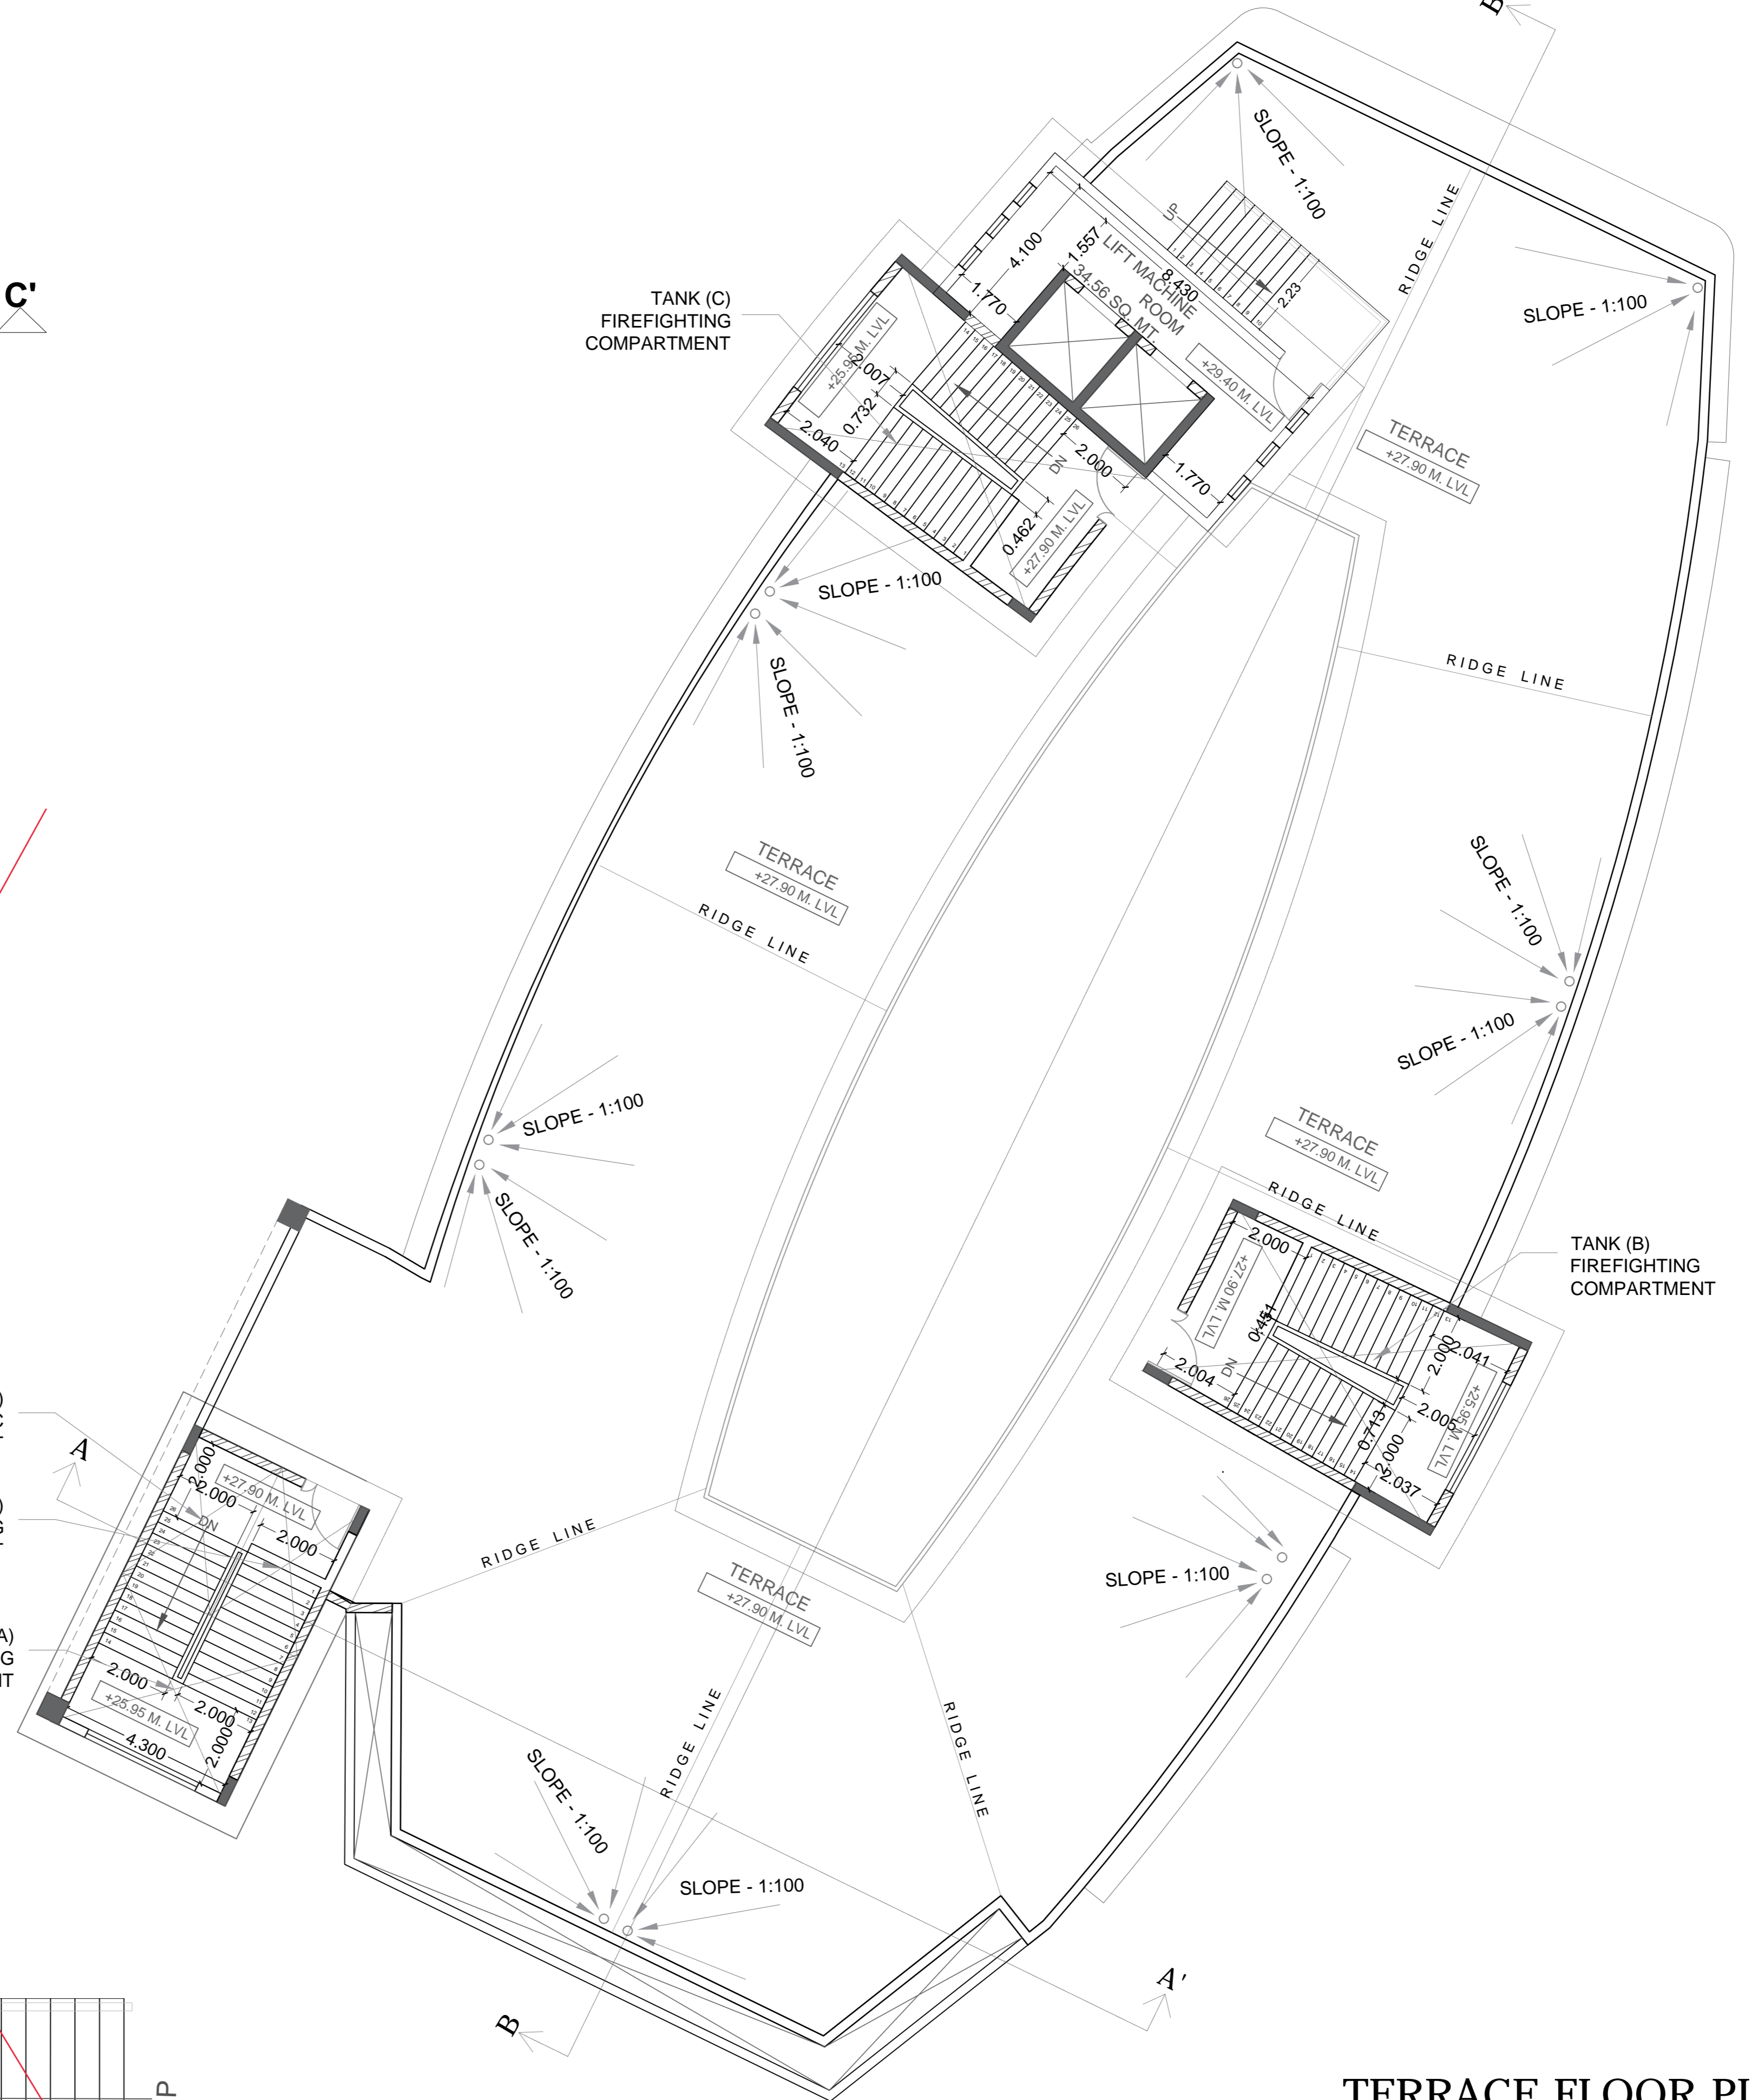 B'
C'
SLOPE - 1:100
RIDGE LINE
UP
1.557
4.100
LIFT MACHINE
ROOM
34.56 SQ. MT.
8.430
2.23
1.770
+29.40 M. LVL
SLOPE - 1:100
TANK (C)
FIREFIGHTING
COMPARTMENT
+25.95 M. LVL
2.007
0.732
2.040
DN
2.000
1.770
0.462
+27.90 M. LVL
TERRACE
+27.90 M. LVL
SLOPE - 1:100
SLOPE - 1:100
RIDGE LINE
TERRACE
+27.90 M. LVL
RIDGE LINE
SLOPE - 1:100
SLOPE - 1:100
SLOPE - 1:100
SLOPE - 1:100
TERRACE
+27.90 M. LVL
RIDGE LINE
TANK (B)
FIREFIGHTING
COMPARTMENT
2.000
+27.90 M. LVL
0.451
2.000
2.041
2.004
DN
2.005
+25.95 M. LVL
0.713
2.000
2.037
A
2.000
2.000
+27.90 M. LVL
DN
2.000
2.000
+25.95 M. LVL
2.000
2.000
4.300
RIDGE LINE
TERRACE
+27.90 M. LVL
SLOPE - 1:100
RIDGE LINE
RIDGE LINE
SLOPE - 1:100
SLOPE - 1:100
A'
B
P
TERRACE FLOOR PL